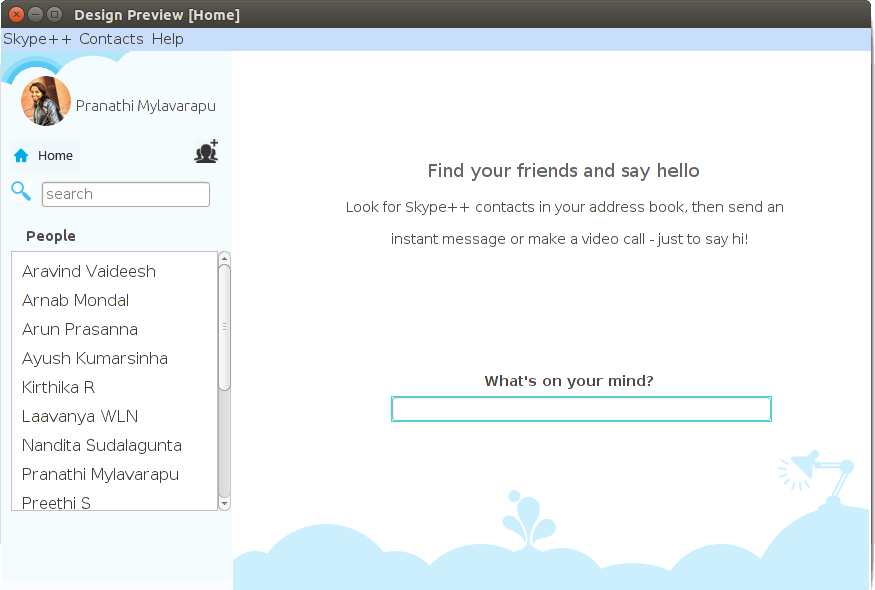 Design Preview [Home]
Skype++ Contacts Help
Pranathi Mylavarapu
Home
search
People
Aravind Vaideesh
Arnab Mondal
Arun Prasanna
Ayush Kumarsinha
Kirthika R
Laavanya WLN
Nandita Sudalagunta
Pranathi Mylavarapu
Preethi S
Find your friends and say hello
Look for Skype++ contacts in your address book, then send an
instant message or make a video call - just to say hi!
What's on your mind?